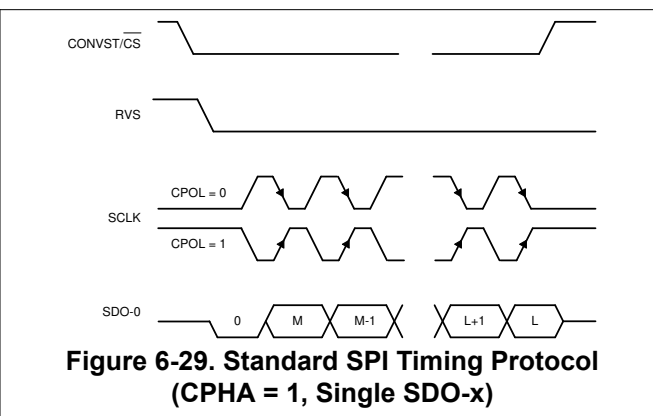 CONVST/CS
RVS
CPOL = 0
SCLK
CPOL = 1
SDO-0
0 M M-1 L+1 L
Figure 6-29. Standard SPI Timing Protocol
(CPHA = 1, Single SDO-x)